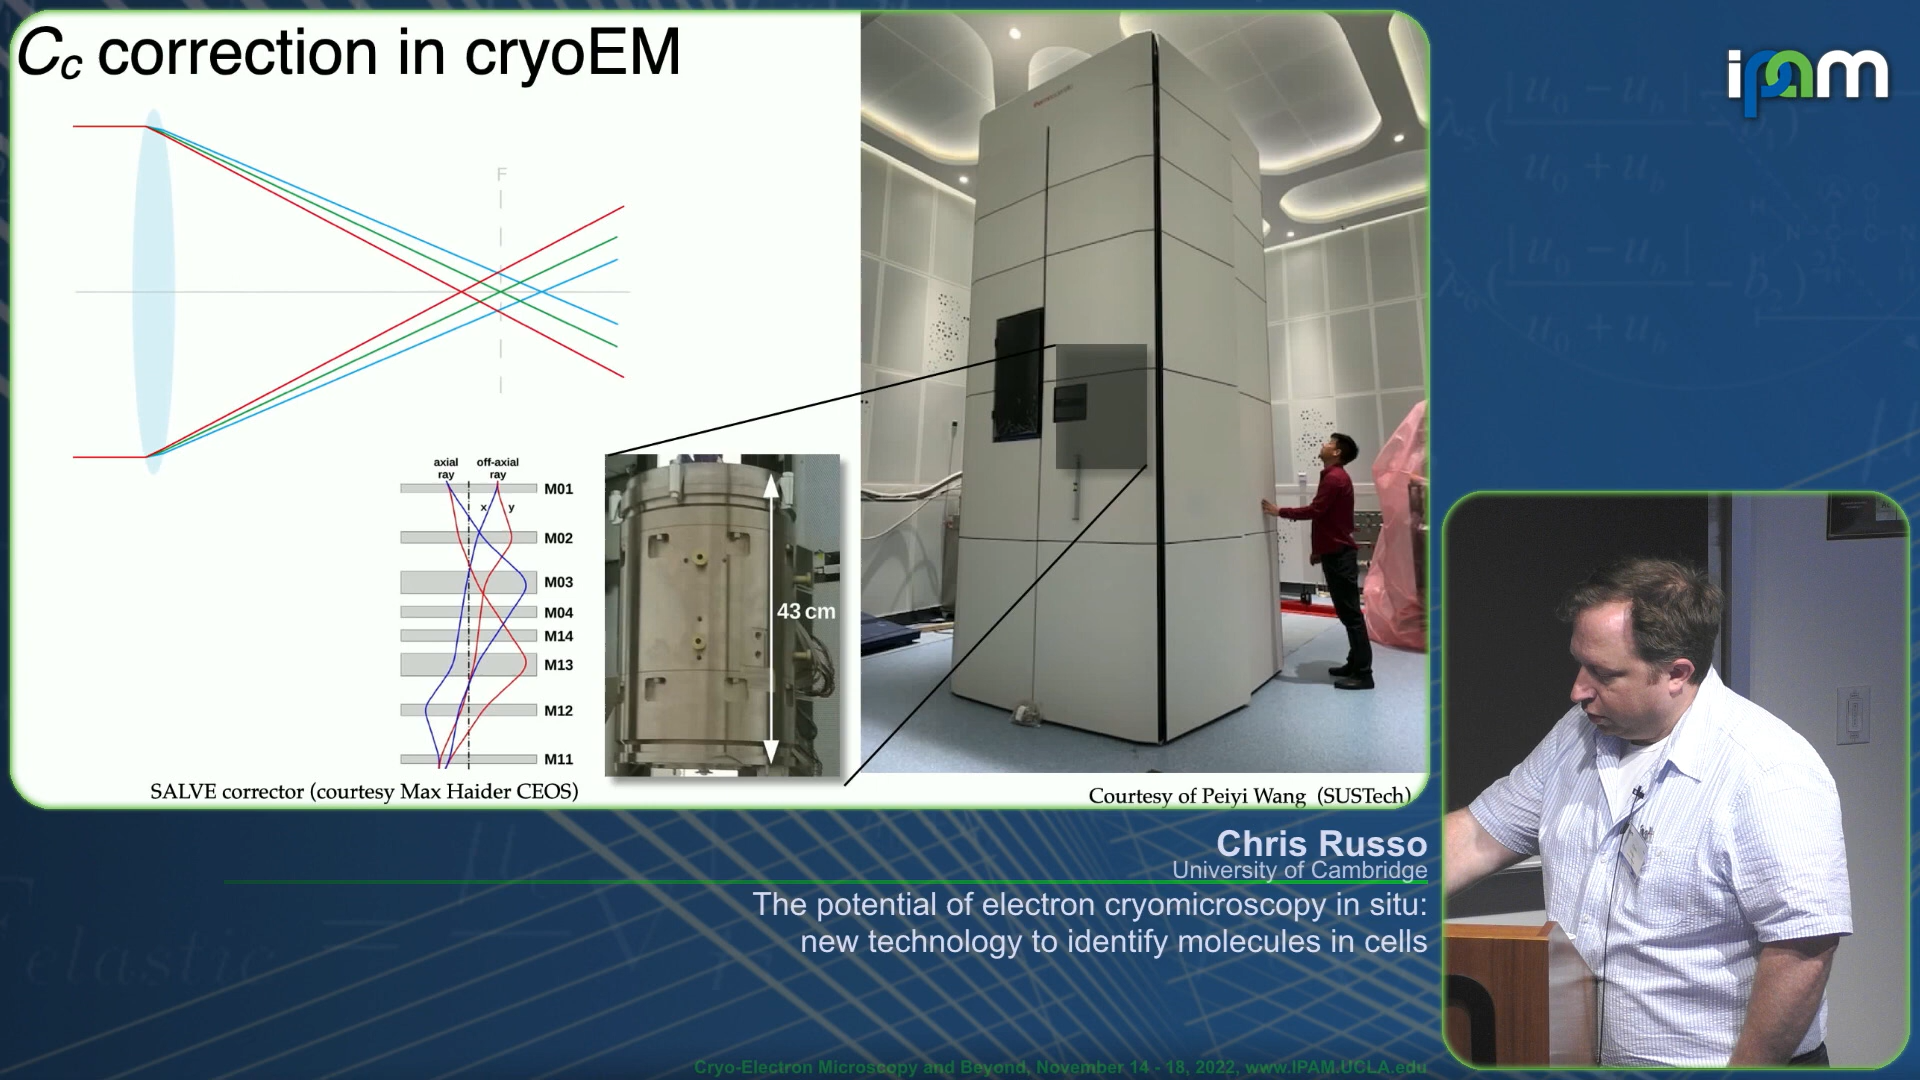 Cc correction in cryoEM
F
axial ray
off-axial ray
x
y
M01
M02
M03
M04
M14
M13
M12
M11
43 cm
SALVE corrector (courtesy Max Haider CEOS)
Courtesy of Peiyi Wang (SUSTech)
ipam
Chris Russo
University of Cambridge
The potential of electron cryomicroscopy in situ:
new technology to identify molecules in cells
Cryo-Electron Microscopy and Beyond, November 14 - 18, 2022, www.IPAM.UCLA.edu
elastic